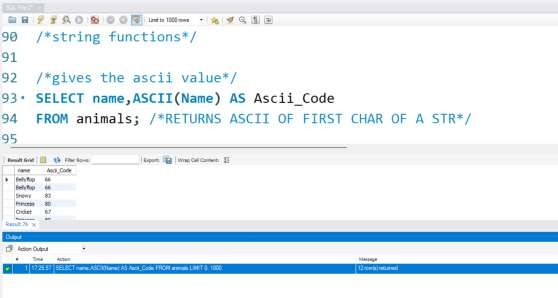 SQL File 7*
Limit to 1000 rows
90 /*string functions*/
91
92 /*gives the ascii value*/
93 SELECT name,ASCII(Name) AS Ascii_Code
94 FROM animals; /*RETURNS ASCII OF FIRST CHAR OF A STR*/
95
Result Grid Filter Rows: Export: Wrap Cell Content:
name Ascii_Code
Bellyflop 66
Bellyflop 66
Snowy 83
Princess 80
Cricket 67
Princess 80
Result 76
Output
Action Output
# Time Action Message
1 17:25:57 SELECT name,ASCII(Name) AS Ascii_Code FROM animals LIMIT 0, 1000 12 row(s) returned